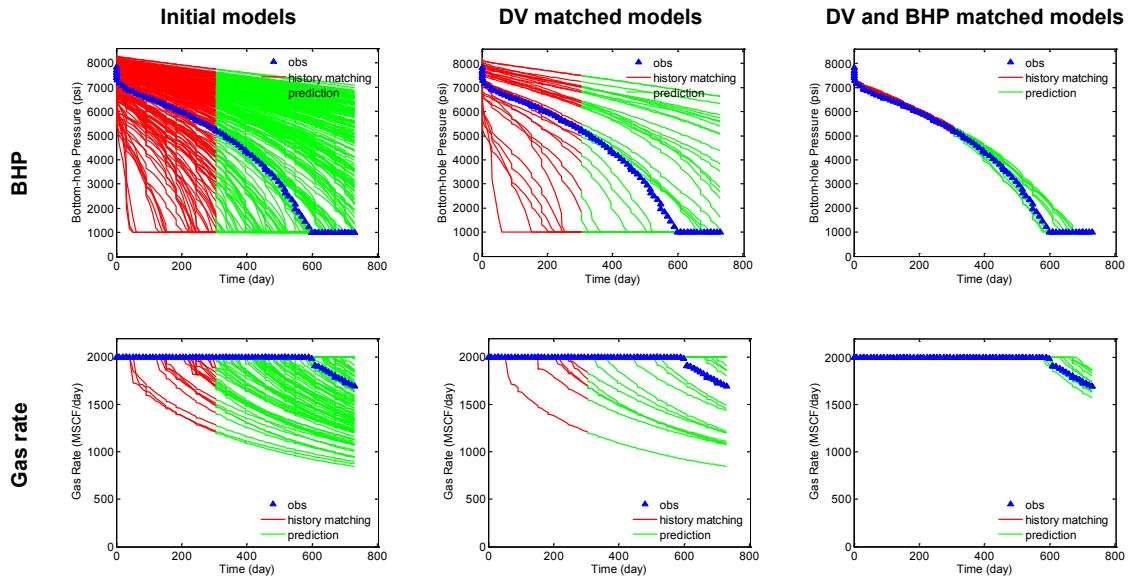 Initial models
DV matched models
DV and BHP matched models
BHP
Bottom-hole Pressure (psi)
8000
7000
6000
5000
4000
3000
2000
1000
0
0 200 400 600 800
Time (day)
obs
history matching
prediction
Bottom-hole Pressure (psi)
8000
7000
6000
5000
4000
3000
2000
1000
0
0 200 400 600 800
Time (day)
obs
history matching
prediction
Bottom-hole Pressure (psi)
8000
7000
6000
5000
4000
3000
2000
1000
0
0 200 400 600 800
Time (day)
obs
history matching
prediction
Gas rate
Gas Rate (MSCF/day)
2000
1500
1000
500
0
0 200 400 600 800
Time (day)
obs
history matching
prediction
Gas Rate (MSCF/day)
2000
1500
1000
500
0
0 200 400 600 800
Time (day)
obs
history matching
prediction
Gas Rate (MSCF/day)
2000
1500
1000
500
0
0 200 400 600 800
Time (day)
obs
history matching
prediction